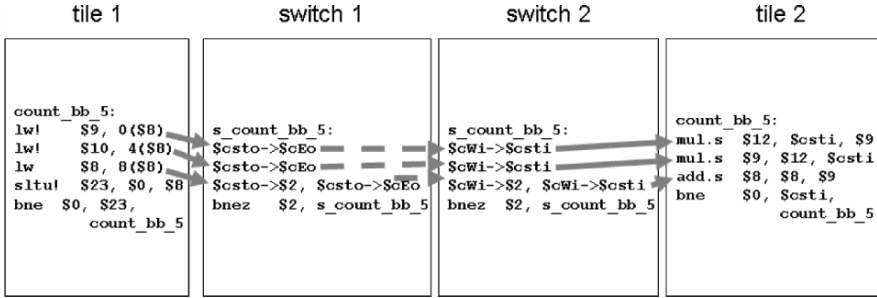 tile 1
switch 1
switch 2
tile 2
count_bb_5:
lw! $9, 0($8)
lw! $10, 4($8)
lw $8, 8($8)
sltu! $23, $0, $8
bne $0, $23,
count_bb_5
s_count_bb_5:
$csto->$cEo
$csto->$cEo
$csto->$2, $csto->$cEo
bnez $2, s_count_bb_5
s_count_bb_5:
$cWi->$csti
$cWi->$csti
$cWi->$2, $cWi->$csti
bnez $2, s_count_bb_5
count_bb_5:
mul.s $12, $csti, $9
mul.s $9, $12, $csti
add.s $8, $8, $9
bne $0, $csti,
count_bb_5